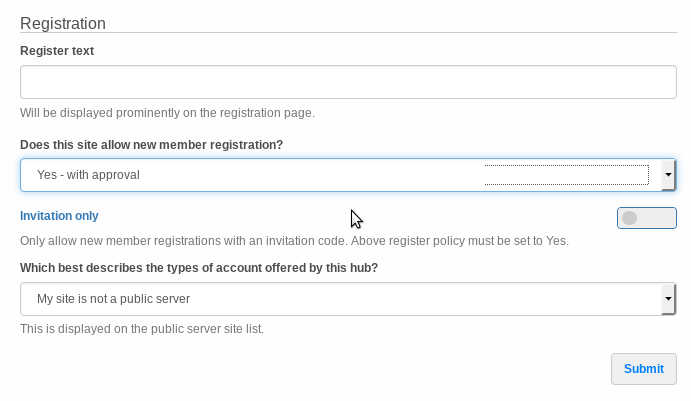 Registration
Register text
Will be displayed prominently on the registration page.
Does this site allow new member registration?
Yes - with approval
Invitation only
Only allow new member registrations with an invitation code. Above register policy must be set to Yes.
Which best describes the types of account offered by this hub?
My site is not a public server
This is displayed on the public server site list.
Submit